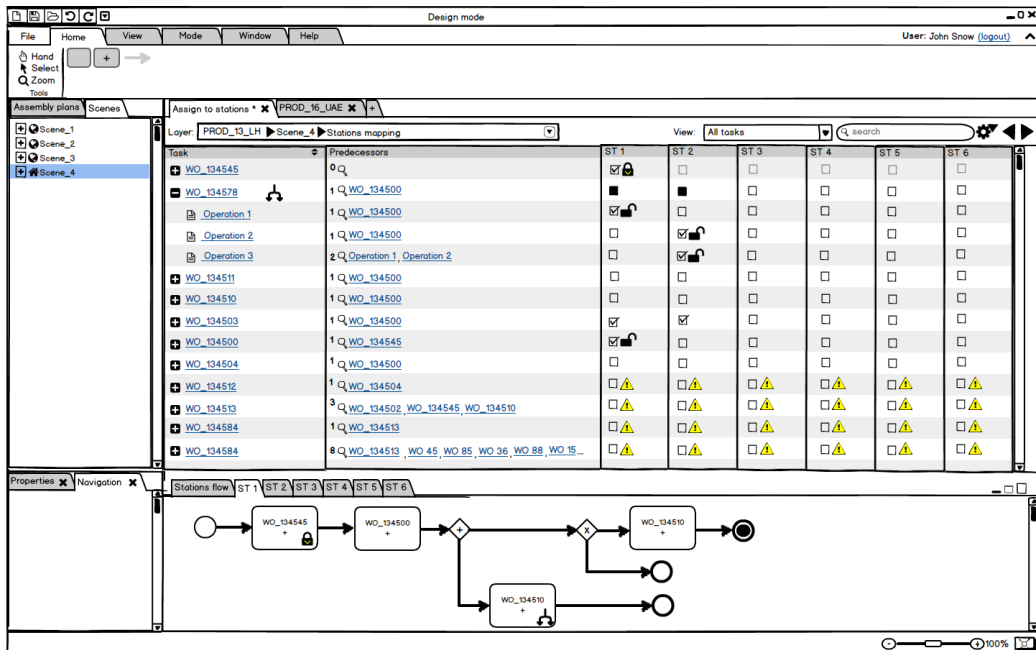 Design mode
File Home View Mode Window Help User: John Snow (logout)
Hand
Select
Zoom
Tools
+
Assembly plans Scenes
Scene_1
Scene_2
Scene_3
Scene_4
Assign to stations * PROD_16_UAE +
Layer: PROD_13_LH Scene_4 Stations mapping View: All tasks search
Task Predecessors ST 1 ST 2 ST 3 ST 4 ST 5 ST 6
WO_134545 0
WO_134578 1 WO_134500
Operation 1 1 WO_134500
Operation 2 1 WO_134500
Operation 3 2 Operation 1, Operation 2
WO_134511 1 WO_134500
WO_134510 1 WO_134500
WO_134503 1 WO_134500
WO_134500 1 WO_134545
WO_134504 1 WO_134500
WO_134512 1 WO_134504
WO_134513 3 WO_134502, WO_134545, WO_134510
WO_134584 1 WO_134513
WO_134584 8 WO_134513 , WO 45, WO 85, WO 36, WO 88, WO 15...
Properties Navigation
Stations flow ST 1 ST 2 ST 3 ST 4 ST 5 ST 6
WO_134545
+
WO_134500
+
+
X
WO_134510
+
WO_134510
+
100%